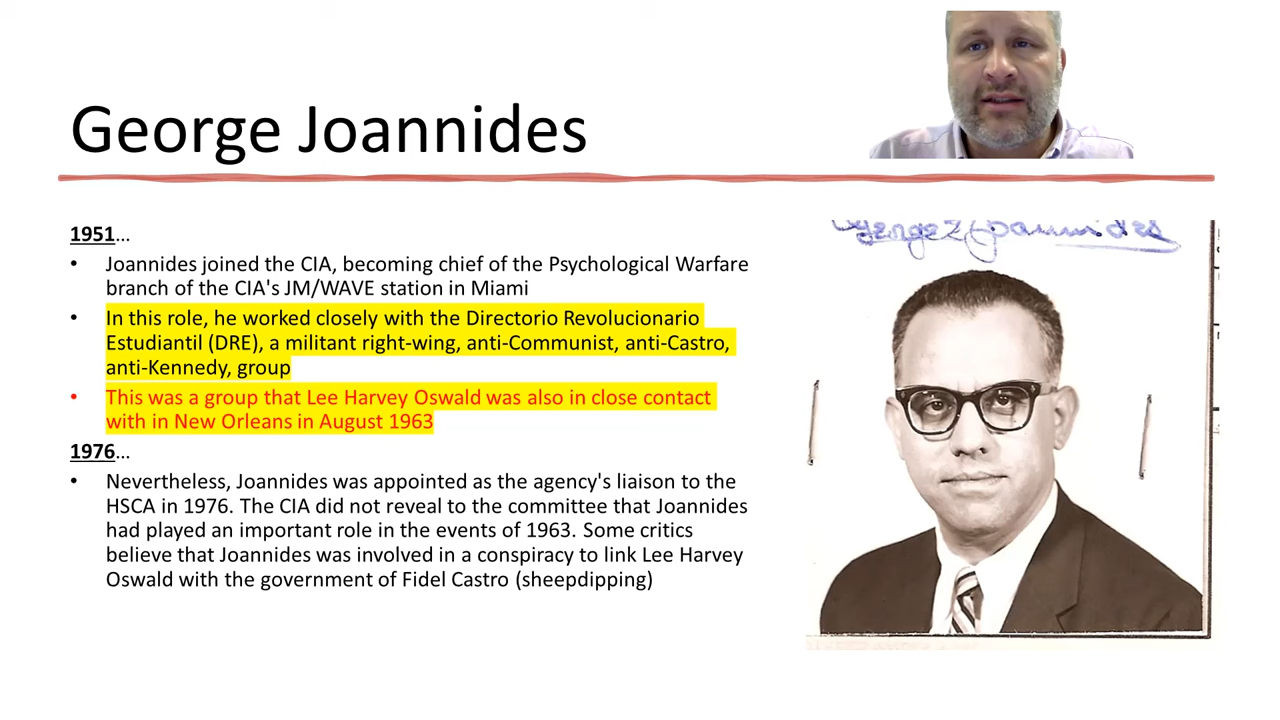 George Joannides
1951...
• Joannides joined the CIA, becoming chief of the Psychological Warfare
branch of the CIA's JM/WAVE station in Miami
• In this role, he worked closely with the Directorio Revolucionario
Estudiantil (DRE), a militant right-wing, anti-Communist, anti-Castro,
anti-Kennedy, group
• This was a group that Lee Harvey Oswald was also in close contact
with in New Orleans in August 1963
1976...
• Nevertheless, Joannides was appointed as the agency's liaison to the
HSCA in 1976. The CIA did not reveal to the committee that Joannides
had played an important role in the events of 1963. Some critics
believe that Joannides was involved in a conspiracy to link Lee Harvey
Oswald with the government of Fidel Castro (sheepdipping)
George E Joannides